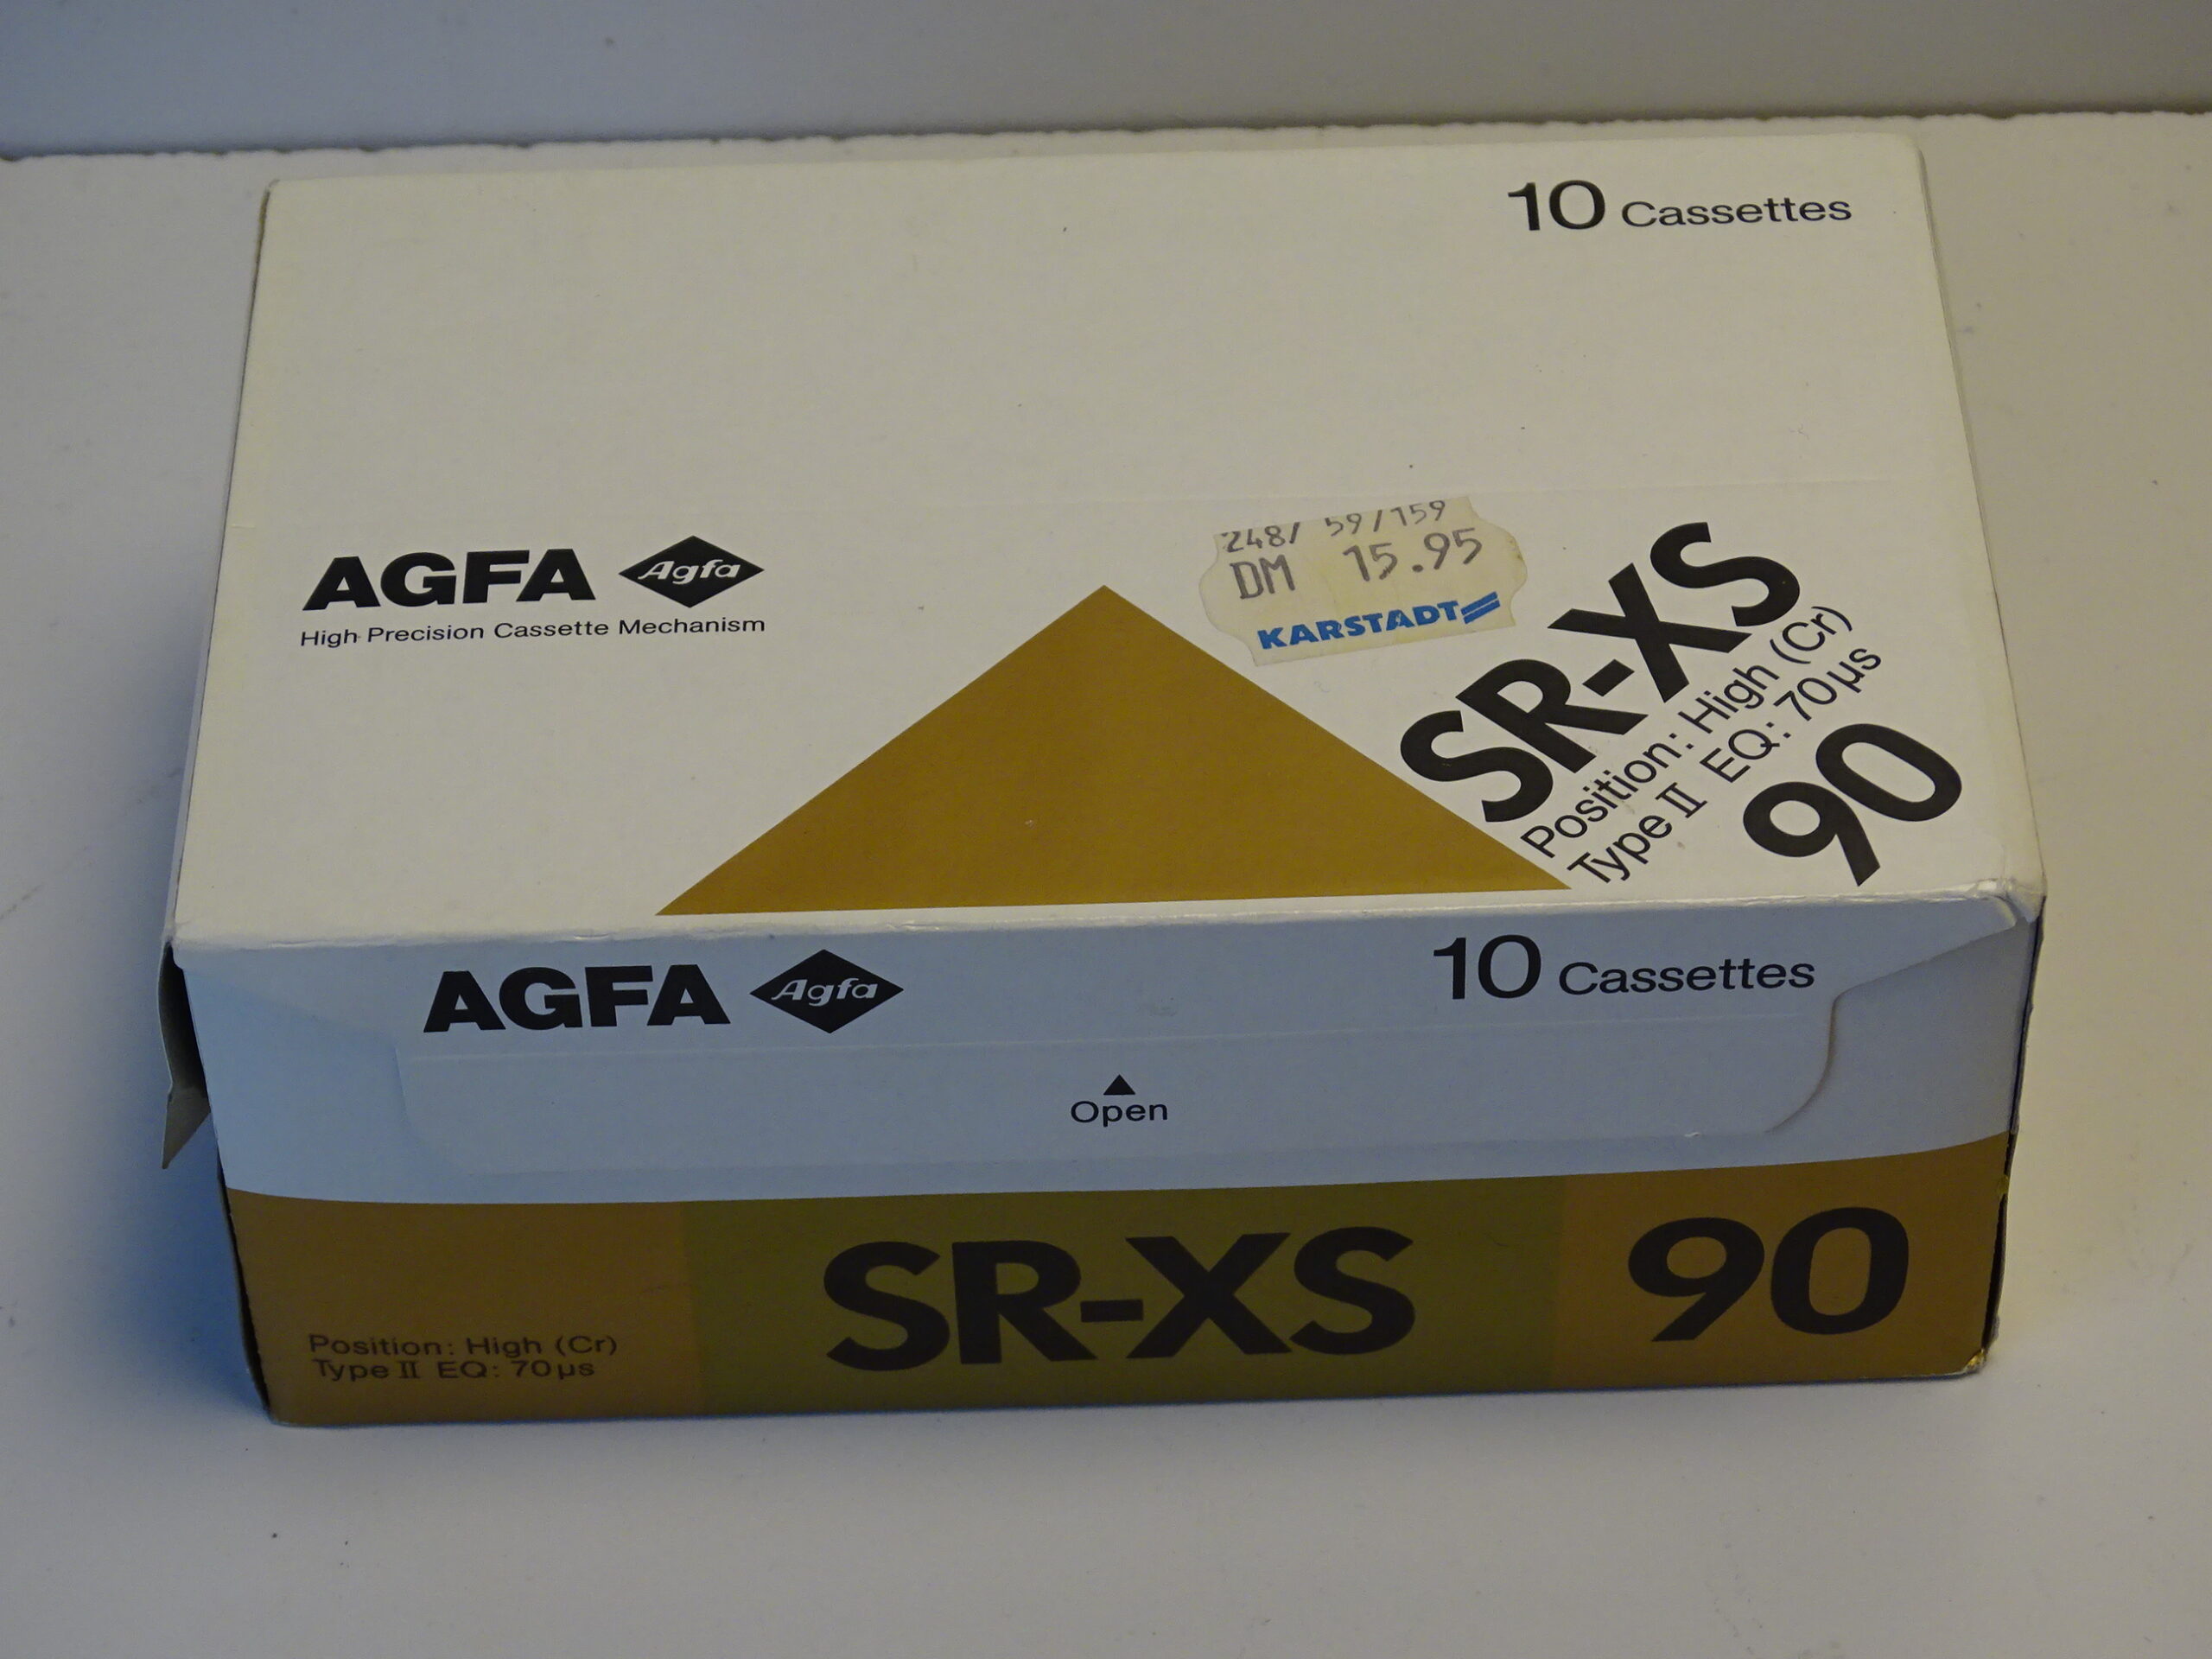 10 Cassettes
AGFA Agfa
High Precision Cassette Mechanism
248/ 59/159
DM 15.95
KARSTADT
SR-XS
Position: High (Cr)
Type II EQ: 70µs
90
AGFA Agfa
10 Cassettes
Open
SR-XS
90
Position: High (Cr)
Type II EQ: 70µs